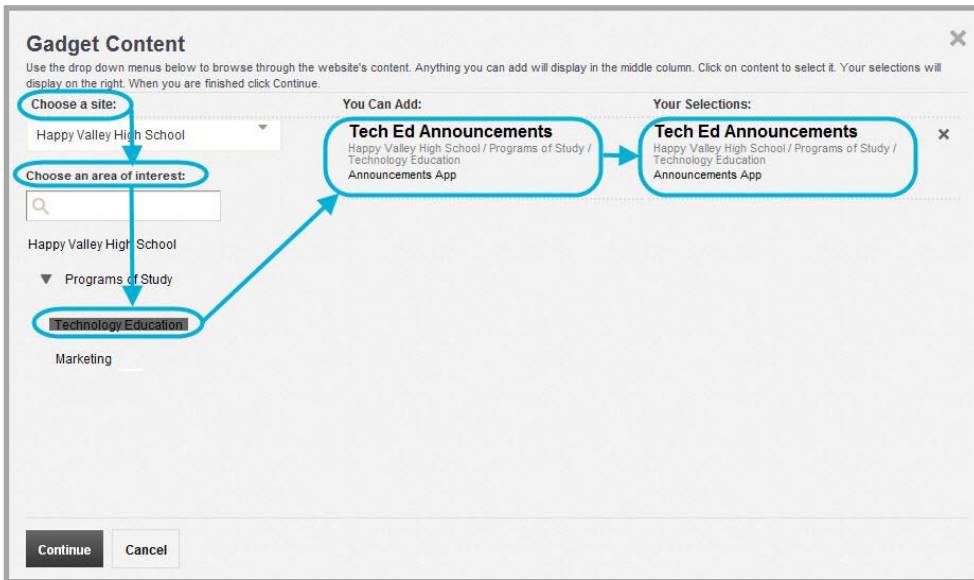 Gadget Content
Use the drop down menus below to browse through the website's content. Anything you can add will display in the middle column. Click on content to select it. Your selections will
display on the right. When you are finished click Continue.
Choose a site:
Happy Valley High School
Choose an area of interest:
Happy Valley High School
Programs of Study
Technology Education
Marketing
You Can Add:
Tech Ed Announcements
Happy Valley High School / Programs of Study /
Technology Education
Announcements App
Your Selections:
Tech Ed Announcements
Happy Valley High School / Programs of Study /
Technology Education
Announcements App
Continue
Cancel